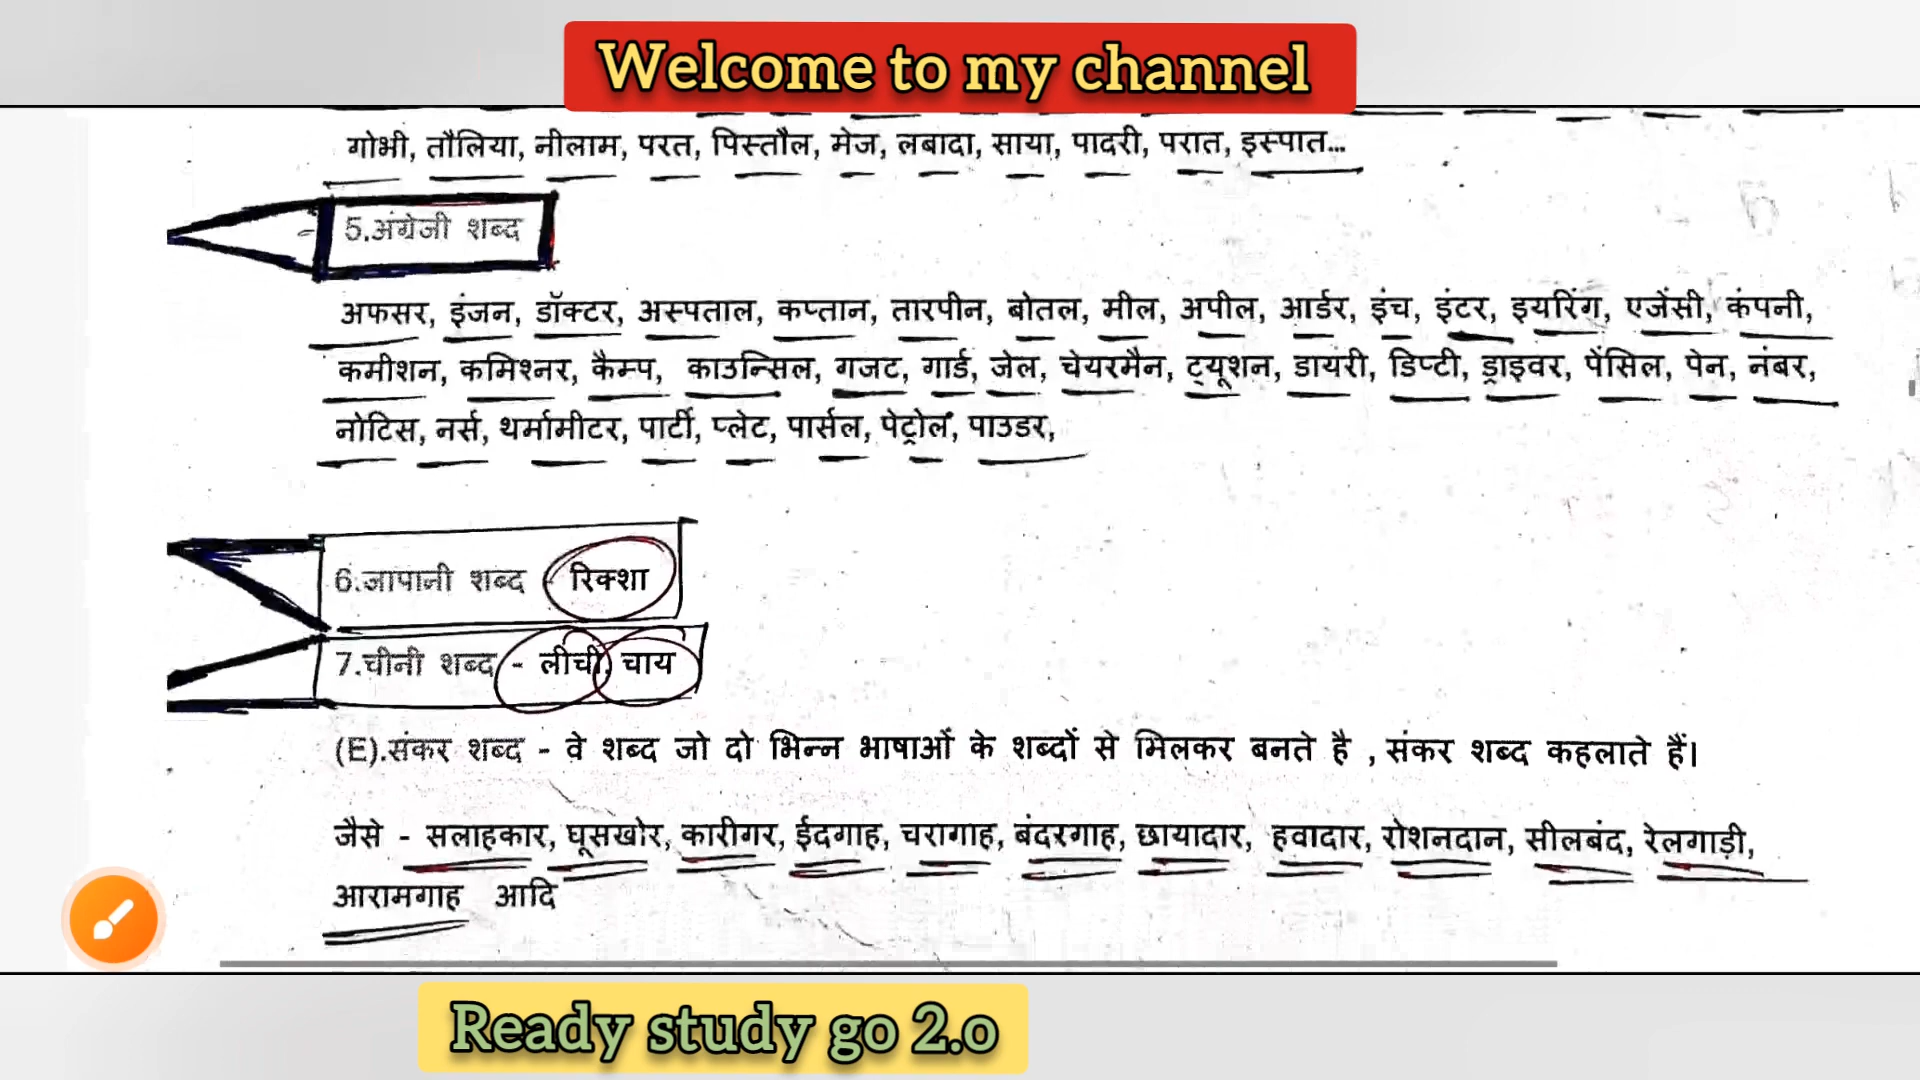 Welcome to my channel
गोभी, तौलिया, नीलाम, परत, पिस्तौल, मेज, लबादा, साया, पादरी, परात, इस्पात...
5.अंग्रेजी शब्द
अफसर, इंजन, डॉक्टर, अस्पताल, कप्तान, तारपीन, बोतल, मील, अपील, आर्डर, इंच, इंटर, इयरिंग, एजेंसी, कंपनी,
कमीशन, कमिश्नर, कैम्प, काउन्सिल, गजट, गार्ड, जेल, चेयरमैन, ट्यूशन, डायरी, डिप्टी, ड्राइवर, पेंसिल, पेन, नंबर,
नोटिस, नर्स, थर्मामीटर, पार्टी, प्लेट, पार्सल, पेट्रोल, पाउडर,
6.जापानी शब्द - रिक्शा
7.चीनी शब्द - लीची, चाय
(E).संकर शब्द - वे शब्द जो दो भिन्न भाषाओं के शब्दों से मिलकर बनते है , संकर शब्द कहलाते हैं।
जैसे - सलाहकार, घूसखोर, कारीगर, ईदगाह, चरागाह, बंदरगाह, छायादार, हवादार, रोशनदान, सीलबंद, रेलगाड़ी,
आरामगाह आदि
Ready study go 2.o